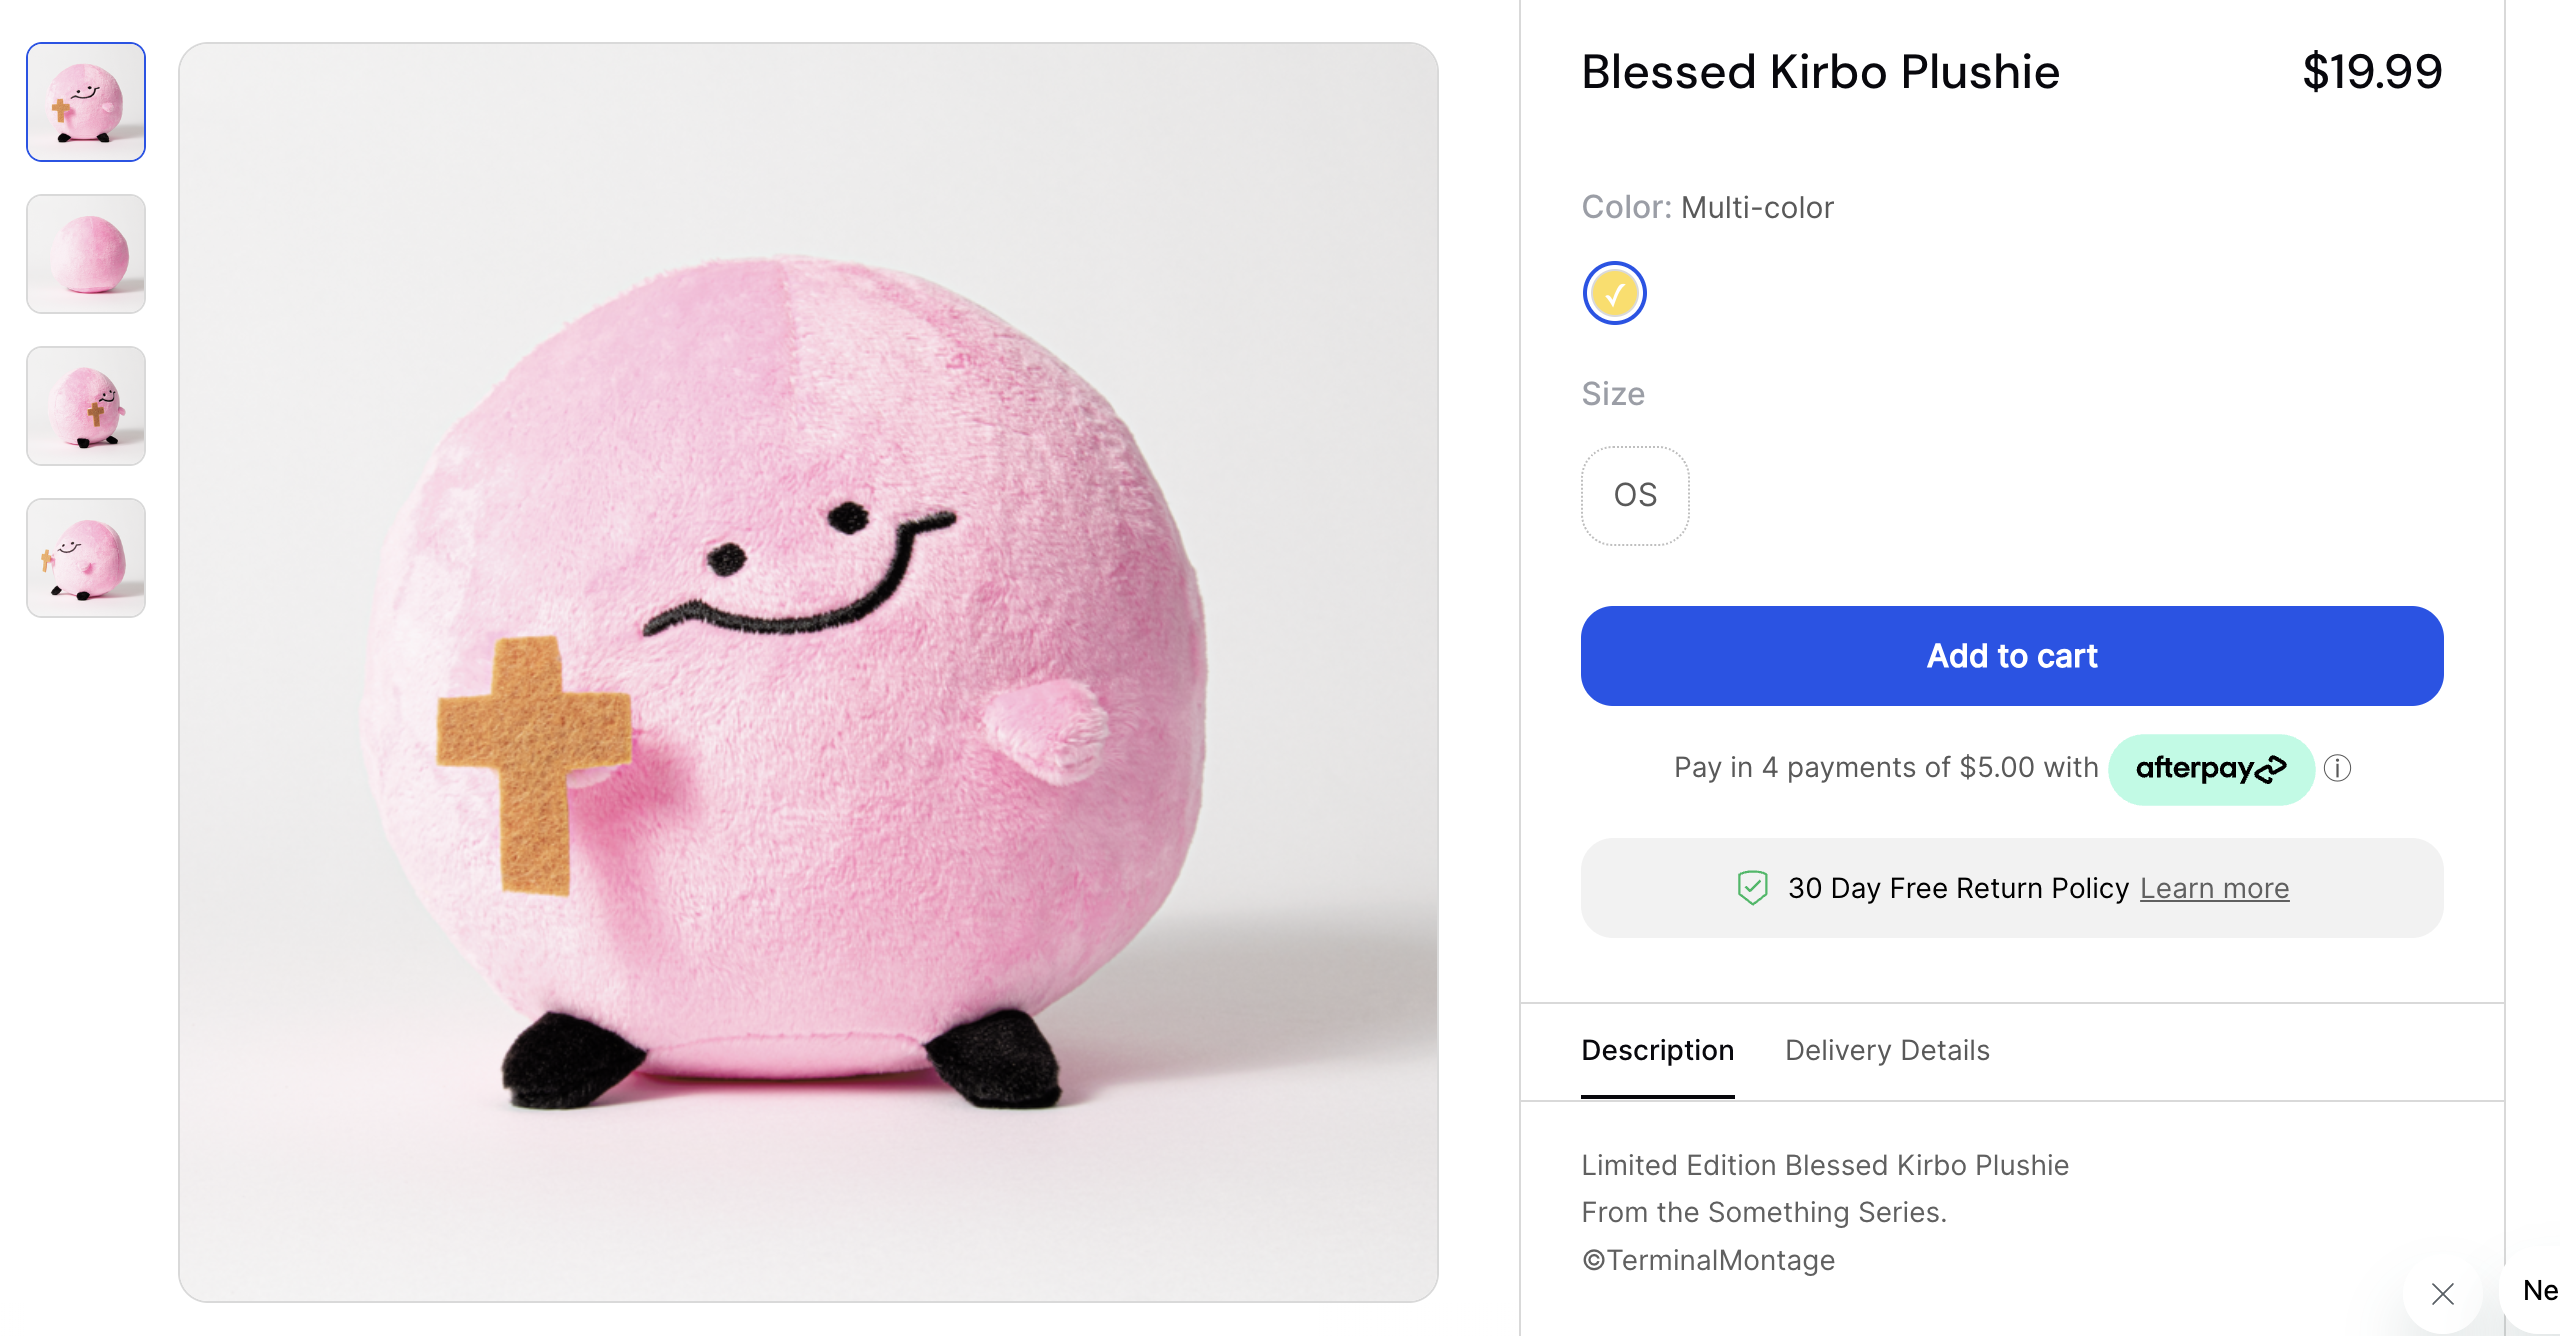 Blessed Kirbo Plushie $19.99
Color: Multi-color
Size
OS
Add to cart
Pay in 4 payments of $5.00 with afterpay
30 Day Free Return Policy Learn more
Description Delivery Details
Limited Edition Blessed Kirbo Plushie
From the Something Series.
©TerminalMontage
Ne